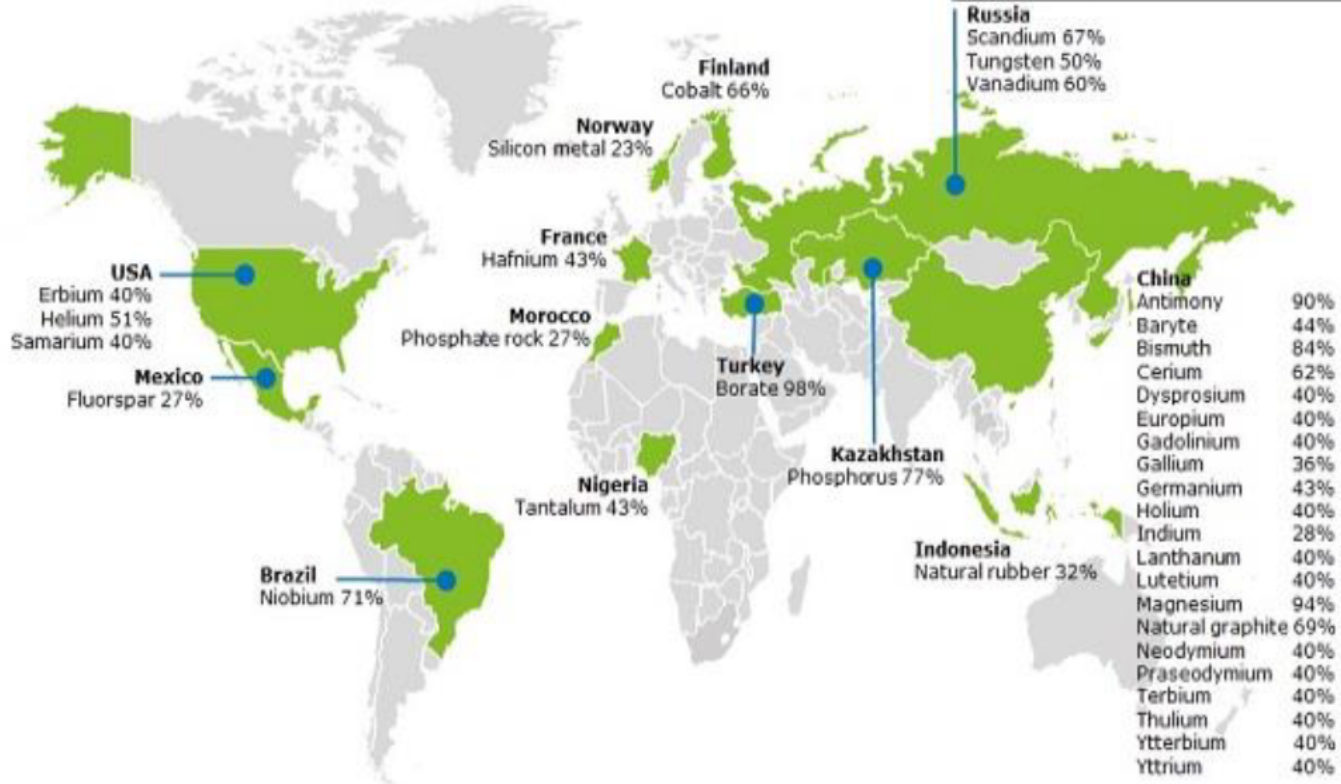 Russia
Scandium 67%
Tungsten 50%
Vanadium 60%
Finland
Cobalt 66%
Norway
Silicon metal 23%
France
Hafnium 43%
USA
Erbium 40%
Helium 51%
Samarium 40%
Morocco
Phosphate rock 27%
Mexico
Fluorspar 27%
Turkey
Borate 98%
Kazakhstan
Phosphorus 77%
Nigeria
Tantalum 43%
Indonesia
Natural rubber 32%
Brazil
Niobium 71%
China
Antimony 90%
Baryte 44%
Bismuth 84%
Cerium 62%
Dysprosium 40%
Europium 40%
Gadolinium 40%
Gallium 36%
Germanium 43%
Holium 40%
Indium 28%
Lanthanum 40%
Lutetium 40%
Magnesium 94%
Natural graphite 69%
Neodymium 40%
Praseodymium 40%
Terbium 40%
Thulium 40%
Ytterbium 40%
Yttrium 40%